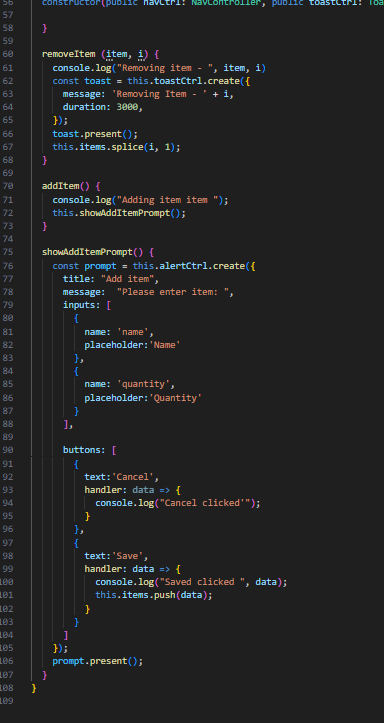 56 constructor(public navCtrl: NavController, public toastCtrl: Toa
57
58 }
59
60 removeItem (item, i) {
61 console.log("Removing item - ", item, i)
62 const toast = this.toastCtrl.create({
63 message: 'Removing Item - ' + i,
64 duration: 3000,
65 });
66 toast.present();
67 this.items.splice(i, 1);
68 }
69
70 addItem() {
71 console.log("Adding item item ");
72 this.showAddItemPrompt();
73 }
74
75 showAddItemPrompt() {
76 const prompt = this.alertCtrl.create({
77 title: "Add item",
78 message: "Please enter item: ",
79 inputs: [
80 {
81 name: 'name',
82 placeholder:'Name'
83 },
84 {
85 name: 'quantity',
86 placeholder:'Quantity'
87 }
88 ],
89
90 buttons: [
91 {
92 text:'Cancel',
93 handler: data => {
94 console.log("Cancel clicked'");
95 }
96 },
97 {
98 text:'Save',
99 handler: data => {
100 console.log("Saved clicked ", data);
101 this.items.push(data);
102 }
103 }
104 ]
105 });
106 prompt.present();
107 }
108 }
109